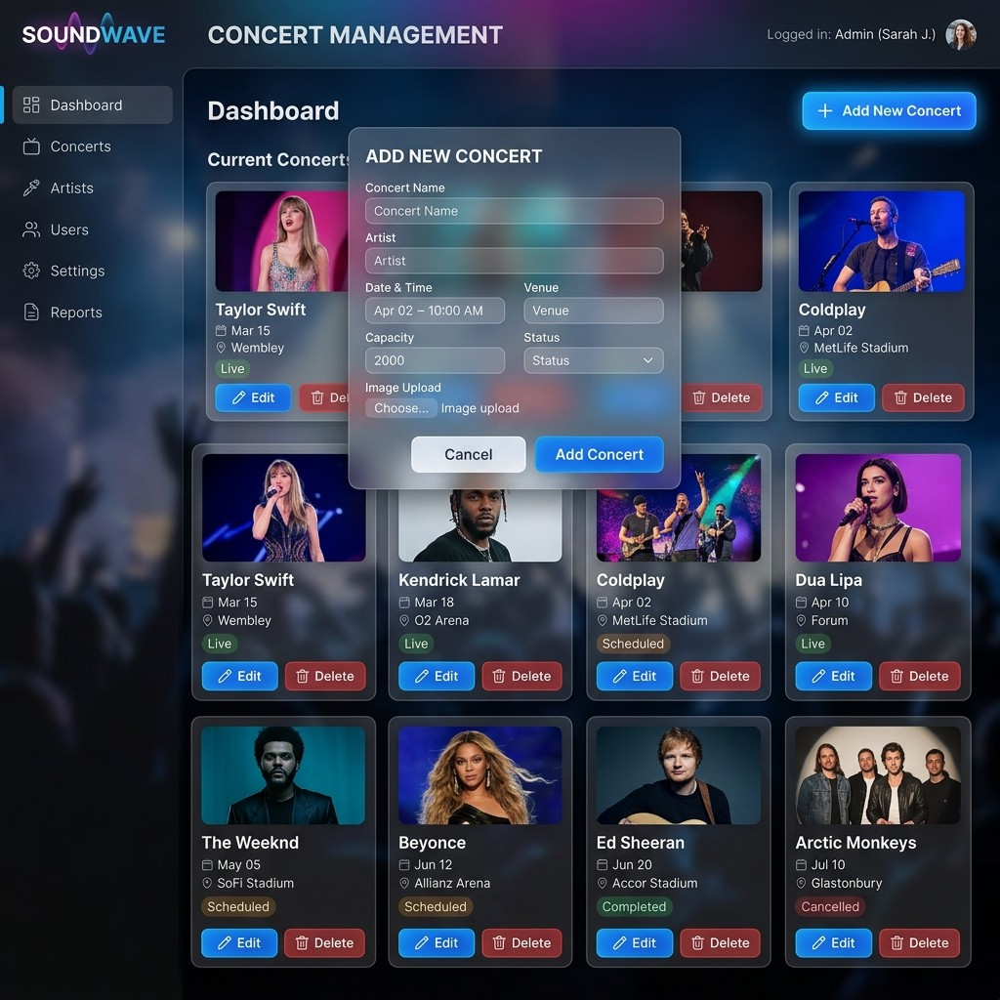 SOUNDWAVE
CONCERT MANAGEMENT
Logged in: Admin (Sarah J.)
Dashboard
Concerts
Artists
Users
Settings
Reports
Dashboard
+ Add New Concert
Current Concerts
ADD NEW CONCERT
Concert Name
Concert Name
Artist
Artist
Date & Time Venue
Apr 02 – 10:00 AM Venue
Capacity Status
2000 Status
Image Upload
Choose... Image upload
Cancel Add Concert
Taylor Swift
Mar 15
Wembley
Live
Edit
Delete
Coldplay
Apr 02
MetLife Stadium
Live
Edit Delete
Taylor Swift
Mar 15
Wembley
Live
Edit Delete
Kendrick Lamar
Mar 18
O2 Arena
Live
Edit Delete
Coldplay
Apr 02
MetLife Stadium
Scheduled
Edit Delete
Dua Lipa
Apr 10
Forum
Live
Edit Delete
The Weeknd
May 05
SoFi Stadium
Scheduled
Edit Delete
Beyonce
Jun 12
Allianz Arena
Scheduled
Edit Delete
Ed Sheeran
Jun 20
Accor Stadium
Completed
Edit Delete
Arctic Monkeys
Jul 10
Glastonbury
Cancelled
Edit Delete